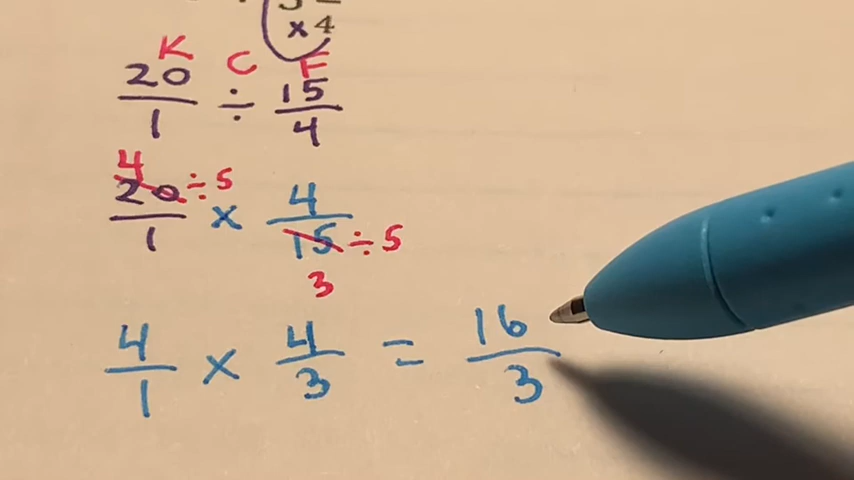 × 4
K C F
20/1 ÷ 15/4
4
20/1 ÷5 × 4/15 ÷5
3
4/1 × 4/3 = 16/3